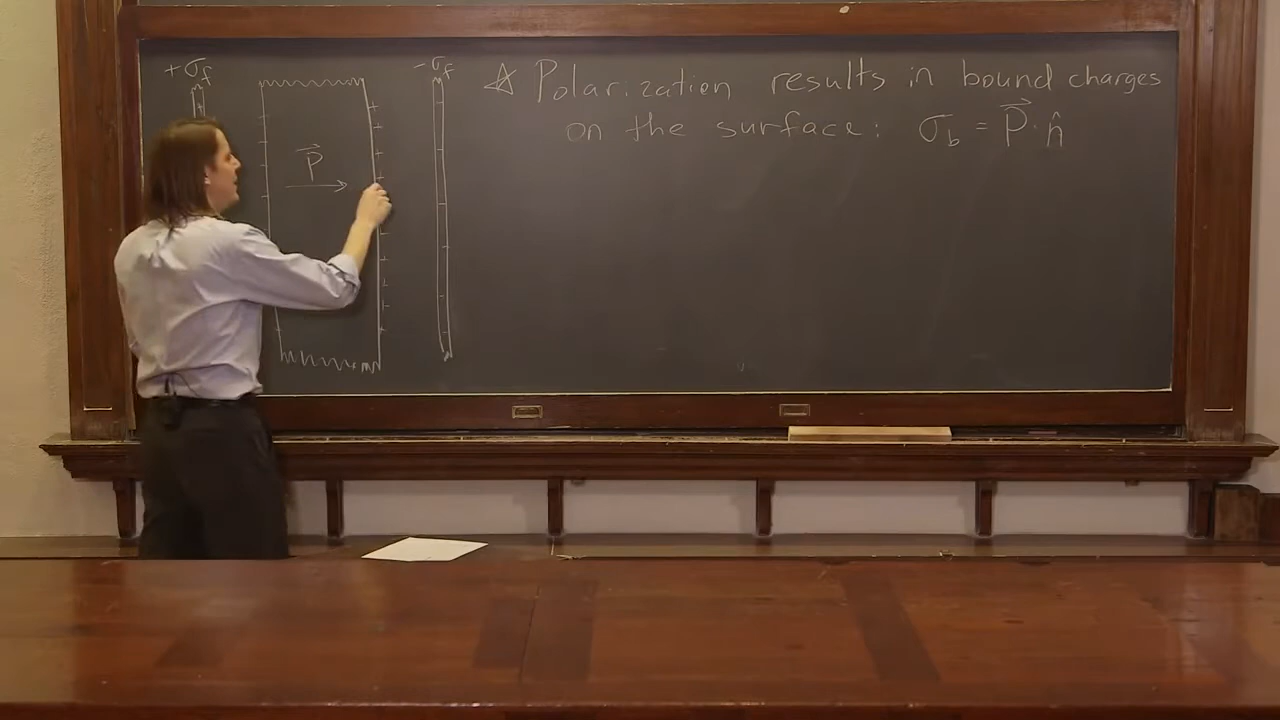 +σf
-σf
☆ Polarization results in bound charges
on the surface: σb = P⃗ · n̂
P⃗